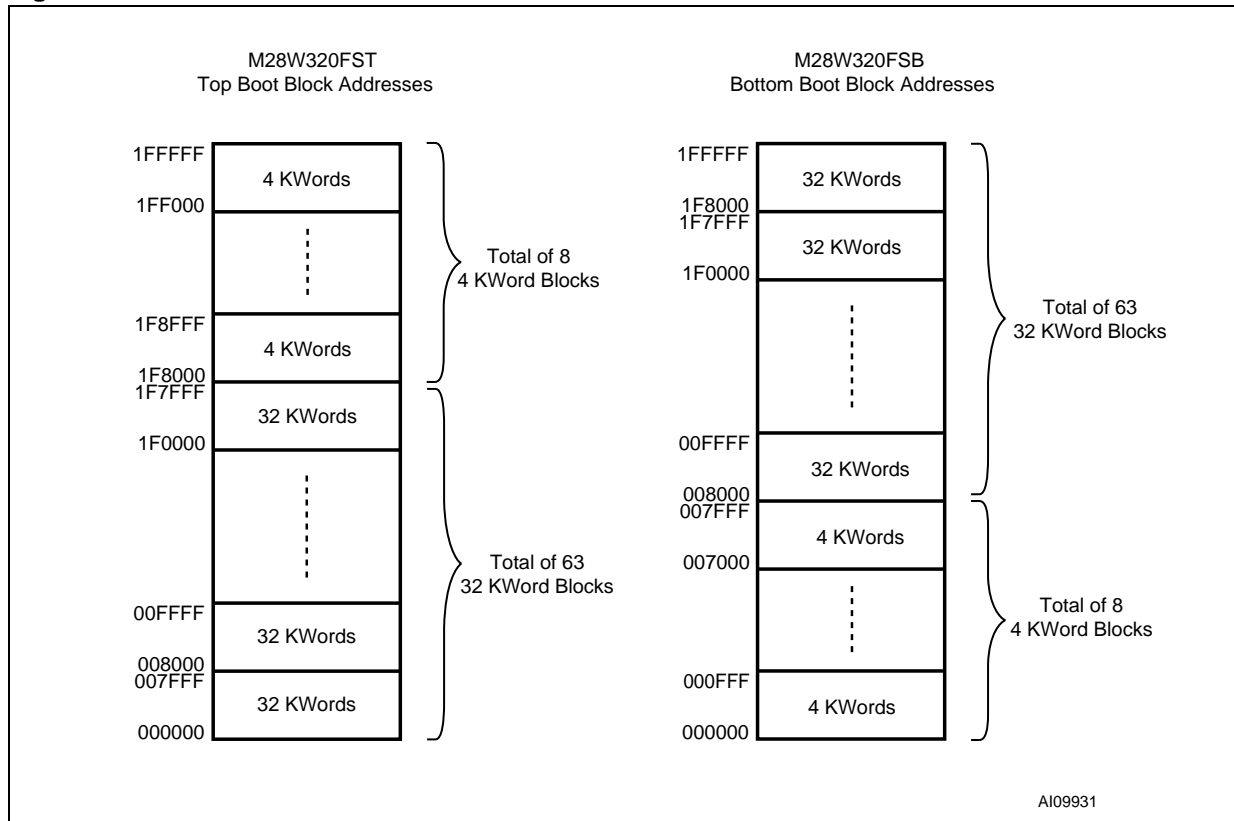 M28W320FST
Top Boot Block Addresses
1FFFFF
4 KWords
1FF000
Total of 8
4 KWord Blocks
1F8FFF
4 KWords
1F8000
1F7FFF
32 KWords
1F0000
Total of 63
32 KWord Blocks
00FFFF
32 KWords
008000
007FFF
32 KWords
000000
M28W320FSB
Bottom Boot Block Addresses
1FFFFF
32 KWords
1F8000
1F7FFF
32 KWords
1F0000
Total of 63
32 KWord Blocks
00FFFF
32 KWords
008000
007FFF
4 KWords
007000
Total of 8
4 KWord Blocks
000FFF
4 KWords
000000
AI09931